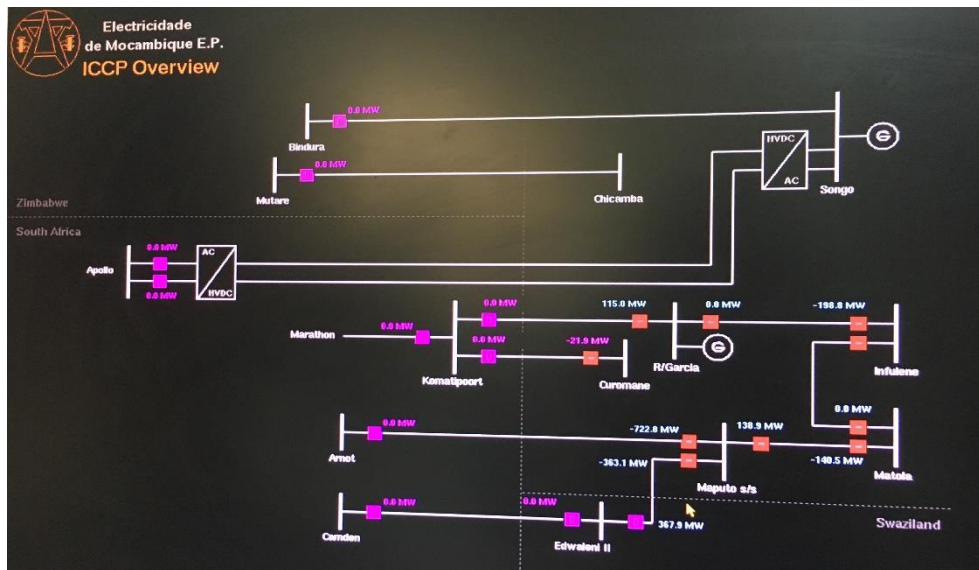 Electricidade
de Mocambique E.P.
ICCP Overview
0.0 MW
Bindura
HVDC
AC
G
Songo
0.0 MW
Mutare
Chicamba
Zimbabwe
South Africa
0.0 MW
AC
HVDC
Apollo
0.0 MW
0.0 MW
115.0 MW
0.0 MW
-198.8 MW
Marathon
0.0 MW
0.0 MW
-21.9 MW
G
Komatipoort
Curomane
R/Garcia
Infulene
0.0 MW
0.0 MW
-722.8 MW
138.9 MW
Arnot
-363.1 MW
-140.5 MW
Matola
Maputo s/s
0.0 MW
0.0 MW
367.9 MW
Swaziland
Camden
Edwaleni II